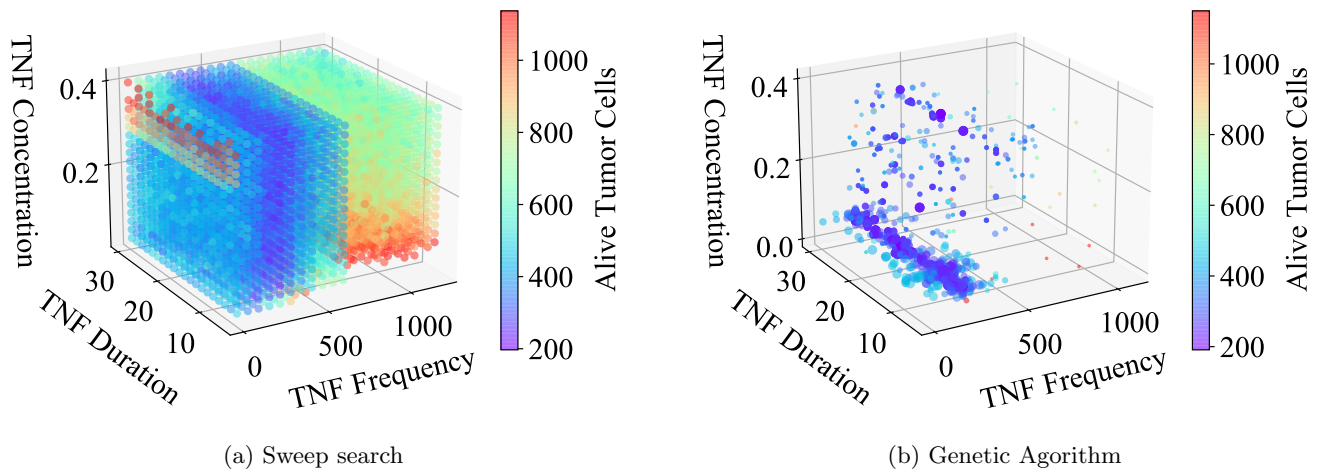 TNF Concentration
0.4
0.2
30
20
10
TNF Duration
0
500
1000
TNF Frequency
1000
800
600
400
200
Alive Tumor Cells
(a) Sweep search
TNF Concentration
0.4
0.2
0.0
30
20
10
TNF Duration
0
500
1000
TNF Frequency
1000
800
600
400
200
Alive Tumor Cells
(b) Genetic Agorithm